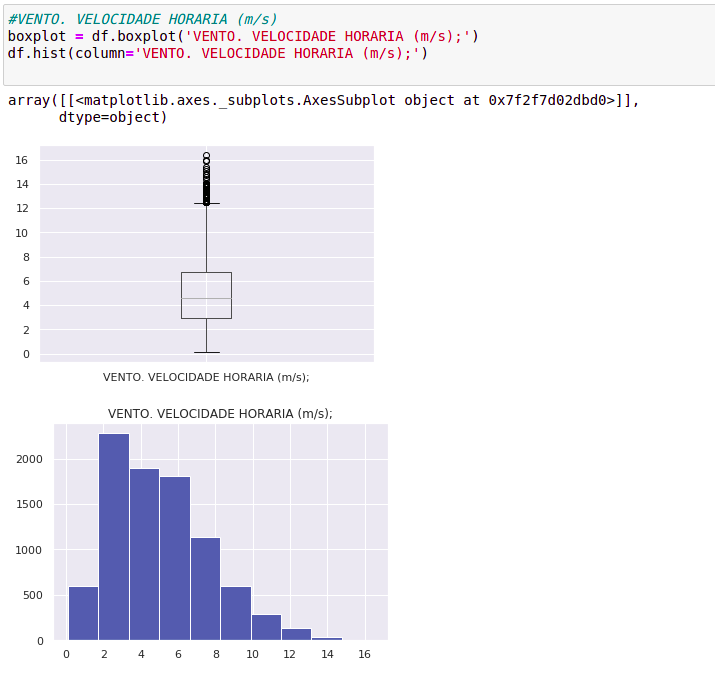 #VENTO. VELOCIDADE HORARIA (m/s)
boxplot = df.boxplot('VENTO. VELOCIDADE HORARIA (m/s);')
df.hist(column='VENTO. VELOCIDADE HORARIA (m/s);')
array([[<matplotlib.axes._subplots.AxesSubplot object at 0x7f2f7d02dbd0>]],
      dtype=object)
16
14
12
10
8
6
4
2
0
VENTO. VELOCIDADE HORARIA (m/s);
VENTO. VELOCIDADE HORARIA (m/s);
2000
1500
1000
500
0
0 2 4 6 8 10 12 14 16